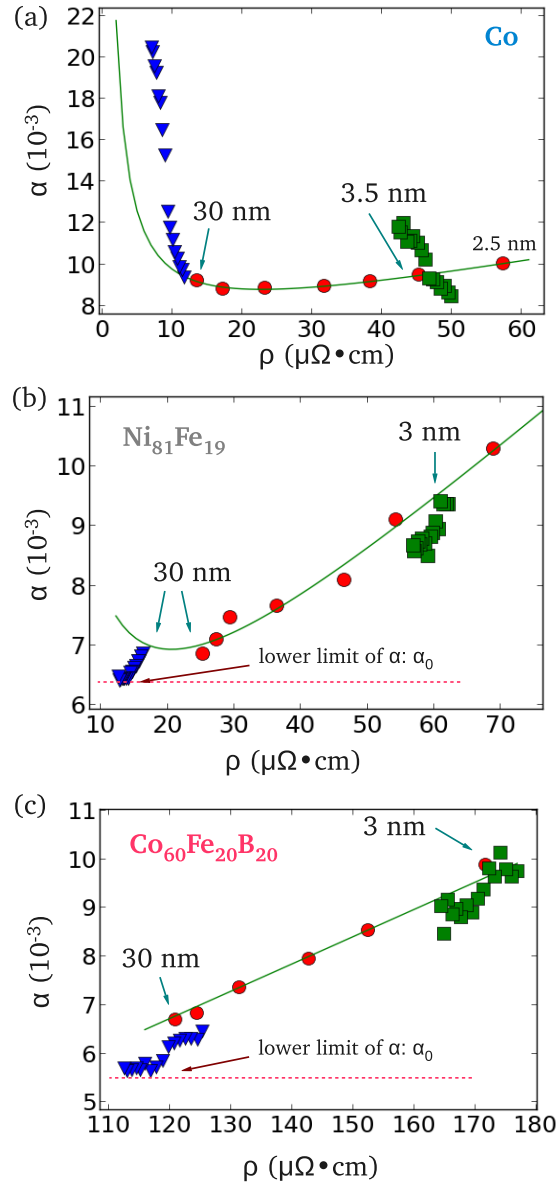 (a)
Co
22
20
18
16
14
12
10
8
α (10⁻³)
30 nm
3.5 nm
2.5 nm
0 10 20 30 40 50 60
ρ (μΩ•cm)
(b)
Ni₈₁Fe₁₉
11
10
9
8
7
6
α (10⁻³)
3 nm
30 nm
lower limit of α: α₀
10 20 30 40 50 60 70
ρ (μΩ•cm)
(c)
Co₆₀Fe₂₀B₂₀
11
10
9
8
7
6
5
α (10⁻³)
3 nm
30 nm
lower limit of α: α₀
110 120 130 140 150 160 170 180
ρ (μΩ•cm)